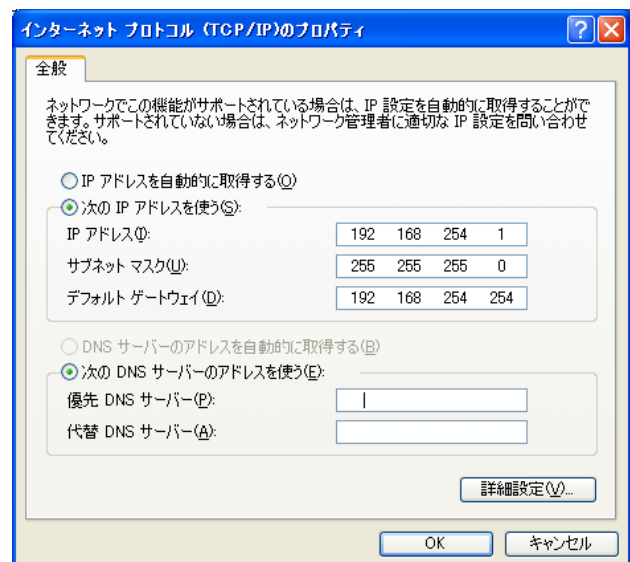 インターネット プロトコル (TCP/IP)のプロパティ
全般
ネットワークでこの機能がサポートされている場合は、IP 設定を自動的に取得することがで
きます。サポートされていない場合は、ネットワーク管理者に適切な IP 設定を問い合わせ
てください。
IP アドレスを自動的に取得する(O)
次の IP アドレスを使う(S):
IP アドレス(I): 192 168 254 1
サブネット マスク(U): 255 255 255 0
デフォルト ゲートウェイ(D): 192 168 254 254
DNS サーバーのアドレスを自動的に取得する(B)
次の DNS サーバーのアドレスを使う(E):
優先 DNS サーバー(P):
代替 DNS サーバー(A):
詳細設定(V)...
OK キャンセル